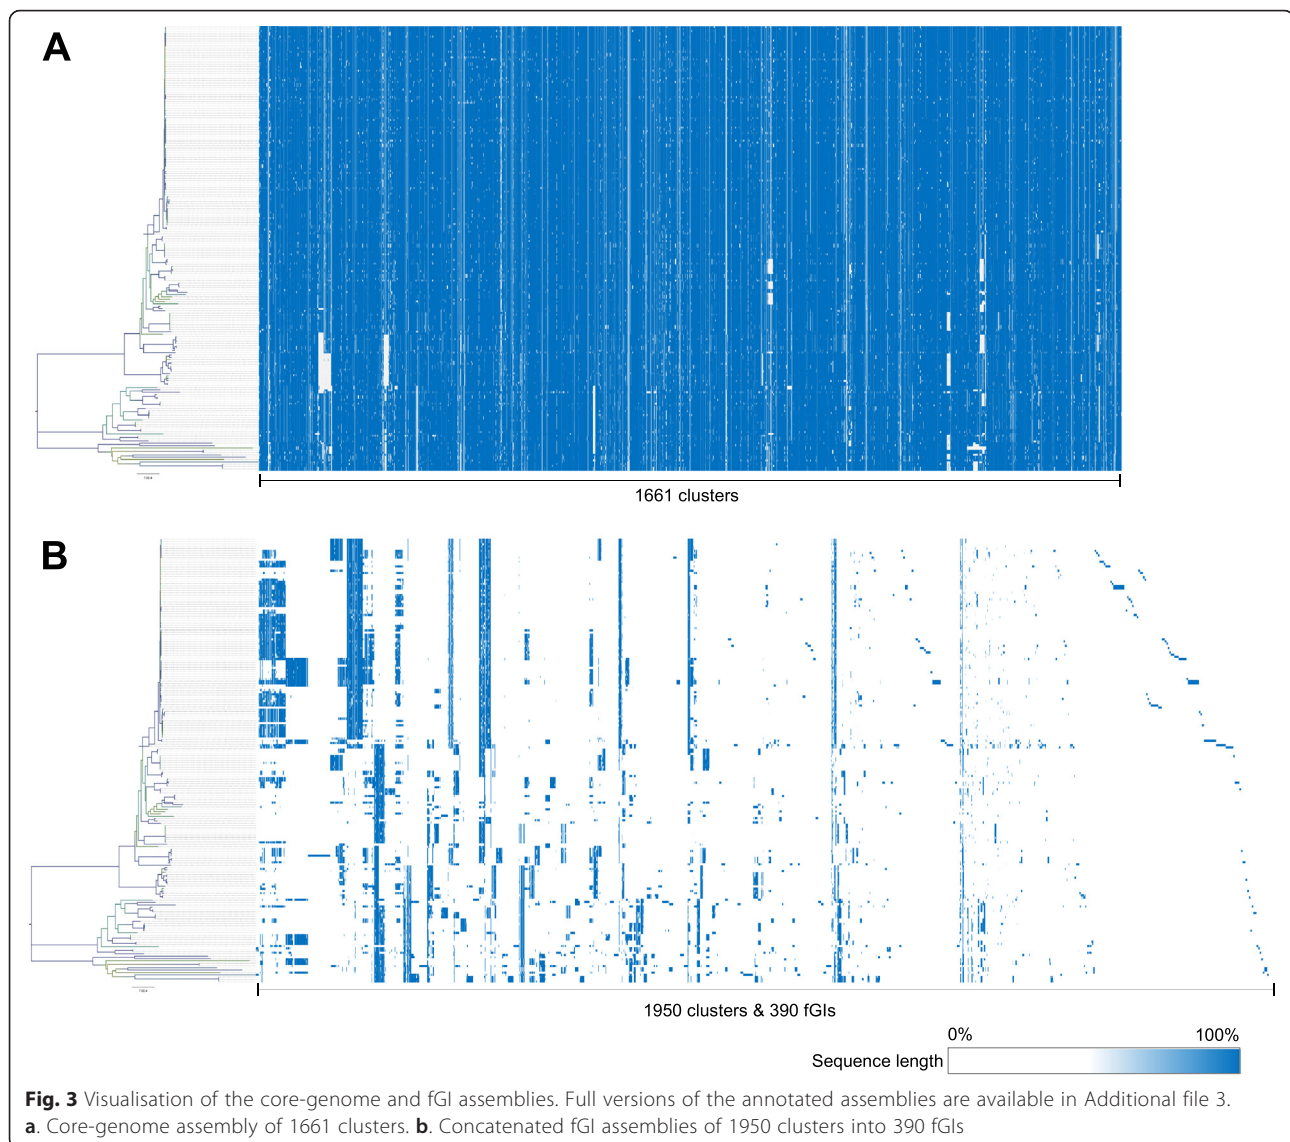 A
1661 clusters
B
1950 clusters & 390 fGIs
0% 100%
Sequence length
Fig. 3 Visualisation of the core-genome and fGI assemblies. Full versions of the annotated assemblies are available in Additional file 3.
a. Core-genome assembly of 1661 clusters. b. Concatenated fGI assemblies of 1950 clusters into 390 fGIs